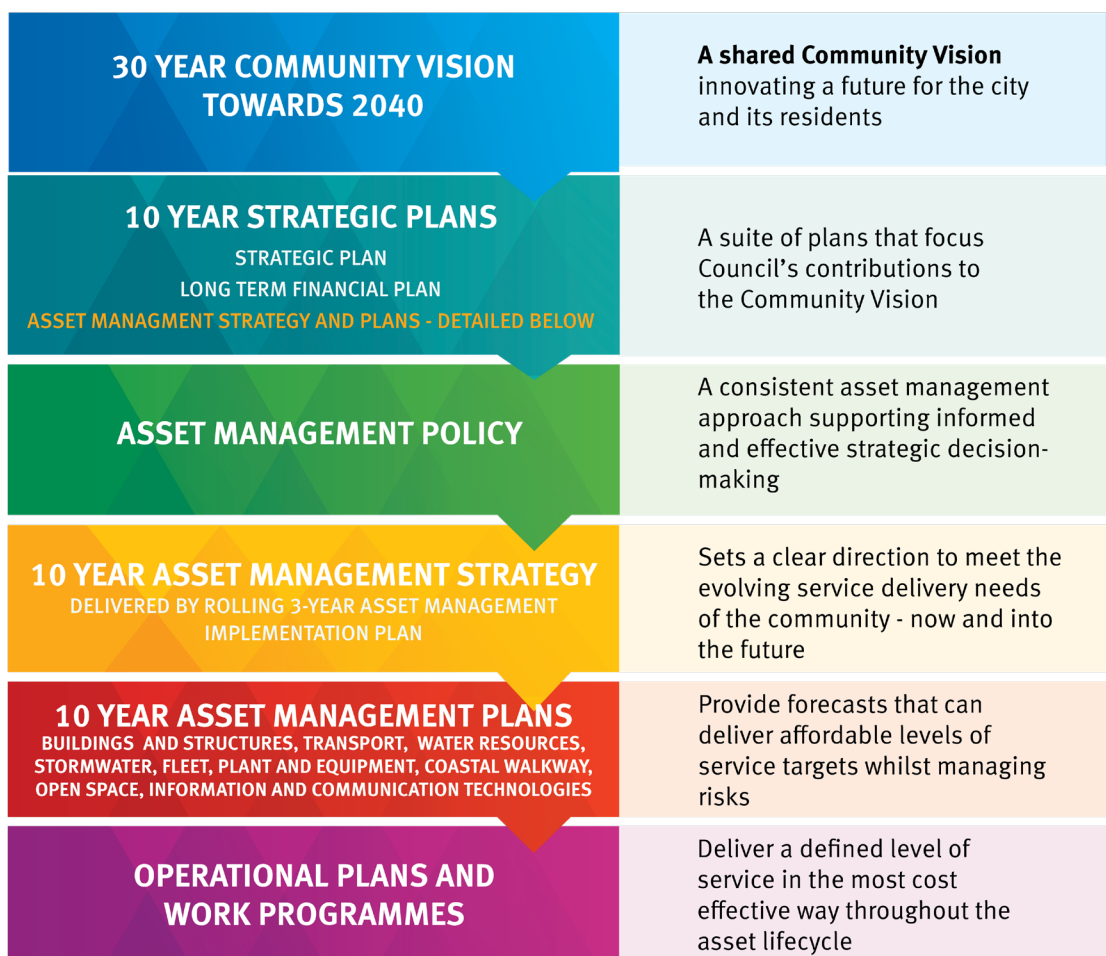 30 YEAR COMMUNITY VISION
TOWARDS 2040
A shared Community Vision
innovating a future for the city
and its residents
10 YEAR STRATEGIC PLANS
STRATEGIC PLAN
LONG TERM FINANCIAL PLAN
ASSET MANAGMENT STRATEGY AND PLANS - DETAILED BELOW
A suite of plans that focus
Council’s contributions to
the Community Vision
ASSET MANAGEMENT POLICY
A consistent asset management
approach supporting informed
and effective strategic decision-
making
10 YEAR ASSET MANAGEMENT STRATEGY
DELIVERED BY ROLLING 3-YEAR ASSET MANAGEMENT
IMPLEMENTATION PLAN
Sets a clear direction to meet the
evolving service delivery needs
of the community - now and into
the future
10 YEAR ASSET MANAGEMENT PLANS
BUILDINGS AND STRUCTURES, TRANSPORT, WATER RESOURCES,
STORMWATER, FLEET, PLANT AND EQUIPMENT, COASTAL WALKWAY,
OPEN SPACE, INFORMATION AND COMMUNICATION TECHNOLOGIES
Provide forecasts that can
deliver affordable levels of
service targets whilst managing
risks
OPERATIONAL PLANS AND
WORK PROGRAMMES
Deliver a defined level of
service in the most cost
effective way throughout the
asset lifecycle